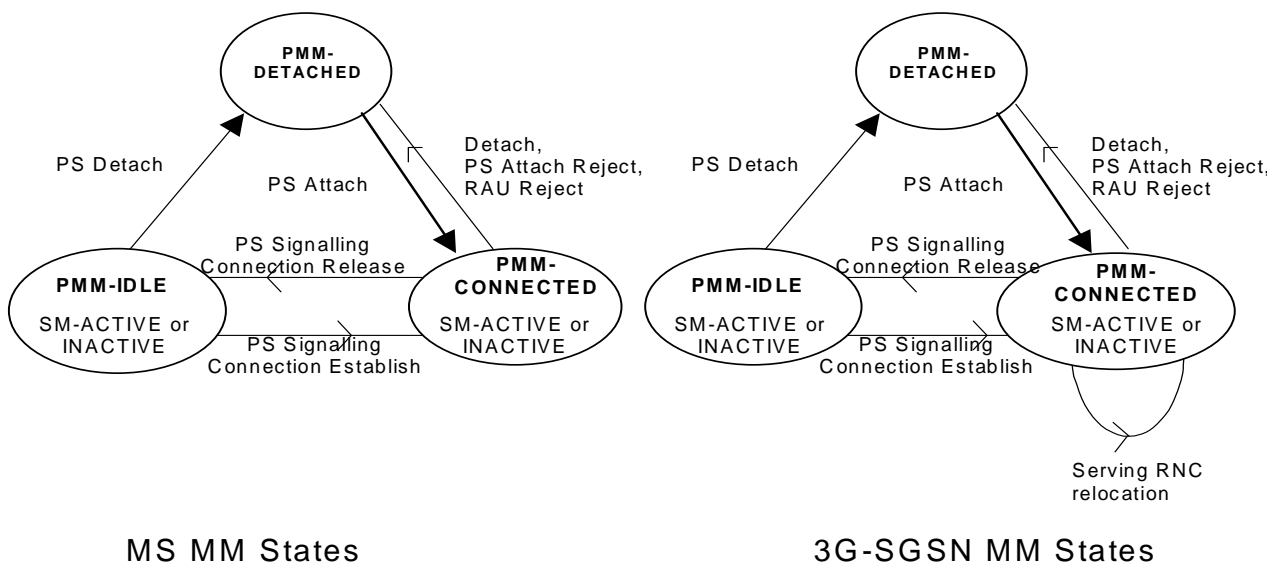 PMM-
DETACHED
PS Detach
PS Attach
Detach,
PS Attach Reject,
RAU Reject
PS Signalling
Connection Release
PMM-IDLE
SM-ACTIVE or
INACTIVE
PMM-
CONNECTED
SM-ACTIVE or
INACTIVE
PS Signalling
Connection Establish
MS MM States
PMM-
DETACHED
PS Detach
PS Attach
Detach,
PS Attach Reject,
RAU Reject
PS Signalling
Connection Release
PMM-IDLE
SM-ACTIVE or
INACTIVE
PMM-
CONNECTED
SM-ACTIVE or
INACTIVE
PS Signalling
Connection Establish
Serving RNC
relocation
3G-SGSN MM States